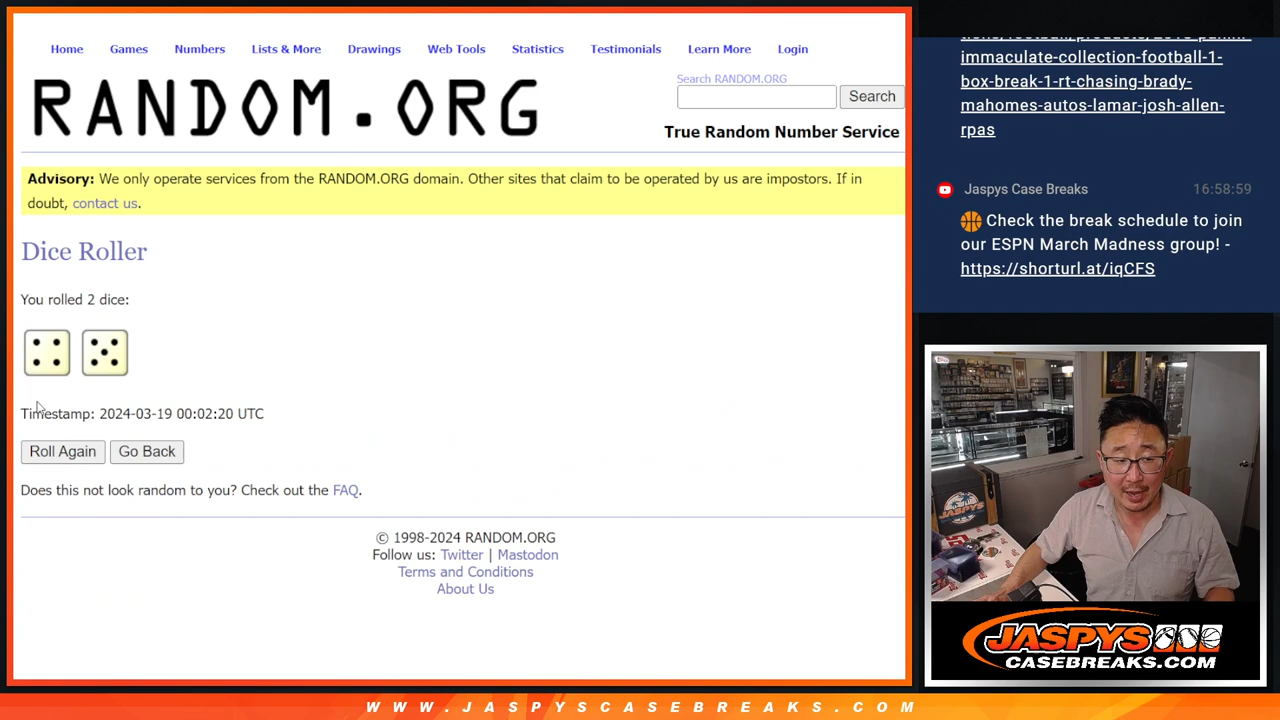 Home Games Numbers Lists & More Drawings Web Tools Statistics Testimonials Learn More Login
RANDOM.ORG
Search RANDOM.ORG
Search
True Random Number Service
Advisory: We only operate services from the RANDOM.ORG domain. Other sites that claim to be operated by us are impostors. If in
doubt, contact us.
Dice Roller
You rolled 2 dice:
Timestamp: 2024-03-19 00:02:20 UTC
Roll Again Go Back
Does this not look random to you? Check out the FAQ.
© 1998-2024 RANDOM.ORG
Follow us: Twitter | Mastodon
Terms and Conditions
About Us
immaculate-collection-football-1-
box-break-1-rt-chasing-brady-
mahomes-autos-lamar-josh-allen-
rpas
Jaspys Case Breaks 16:58:59
🏀 Check the break schedule to join
our ESPN March Madness group! -
https://shorturl.at/iqCFS
JASPYS
CASEBREAKS.COM
WWW.JASPYSCASEBREAKS.COM